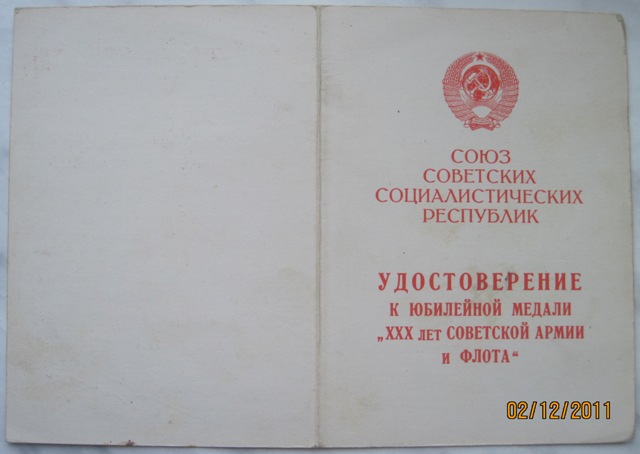 СОЮЗ
СОВЕТСКИХ
СОЦИАЛИСТИЧЕСКИХ
РЕСПУБЛИК
УДОСТОВЕРЕНИЕ
К ЮБИЛЕЙНОЙ МЕДАЛИ
„XXX лет СОВЕТСКОЙ АРМИИ
и ФЛОТА“
02/12/2011